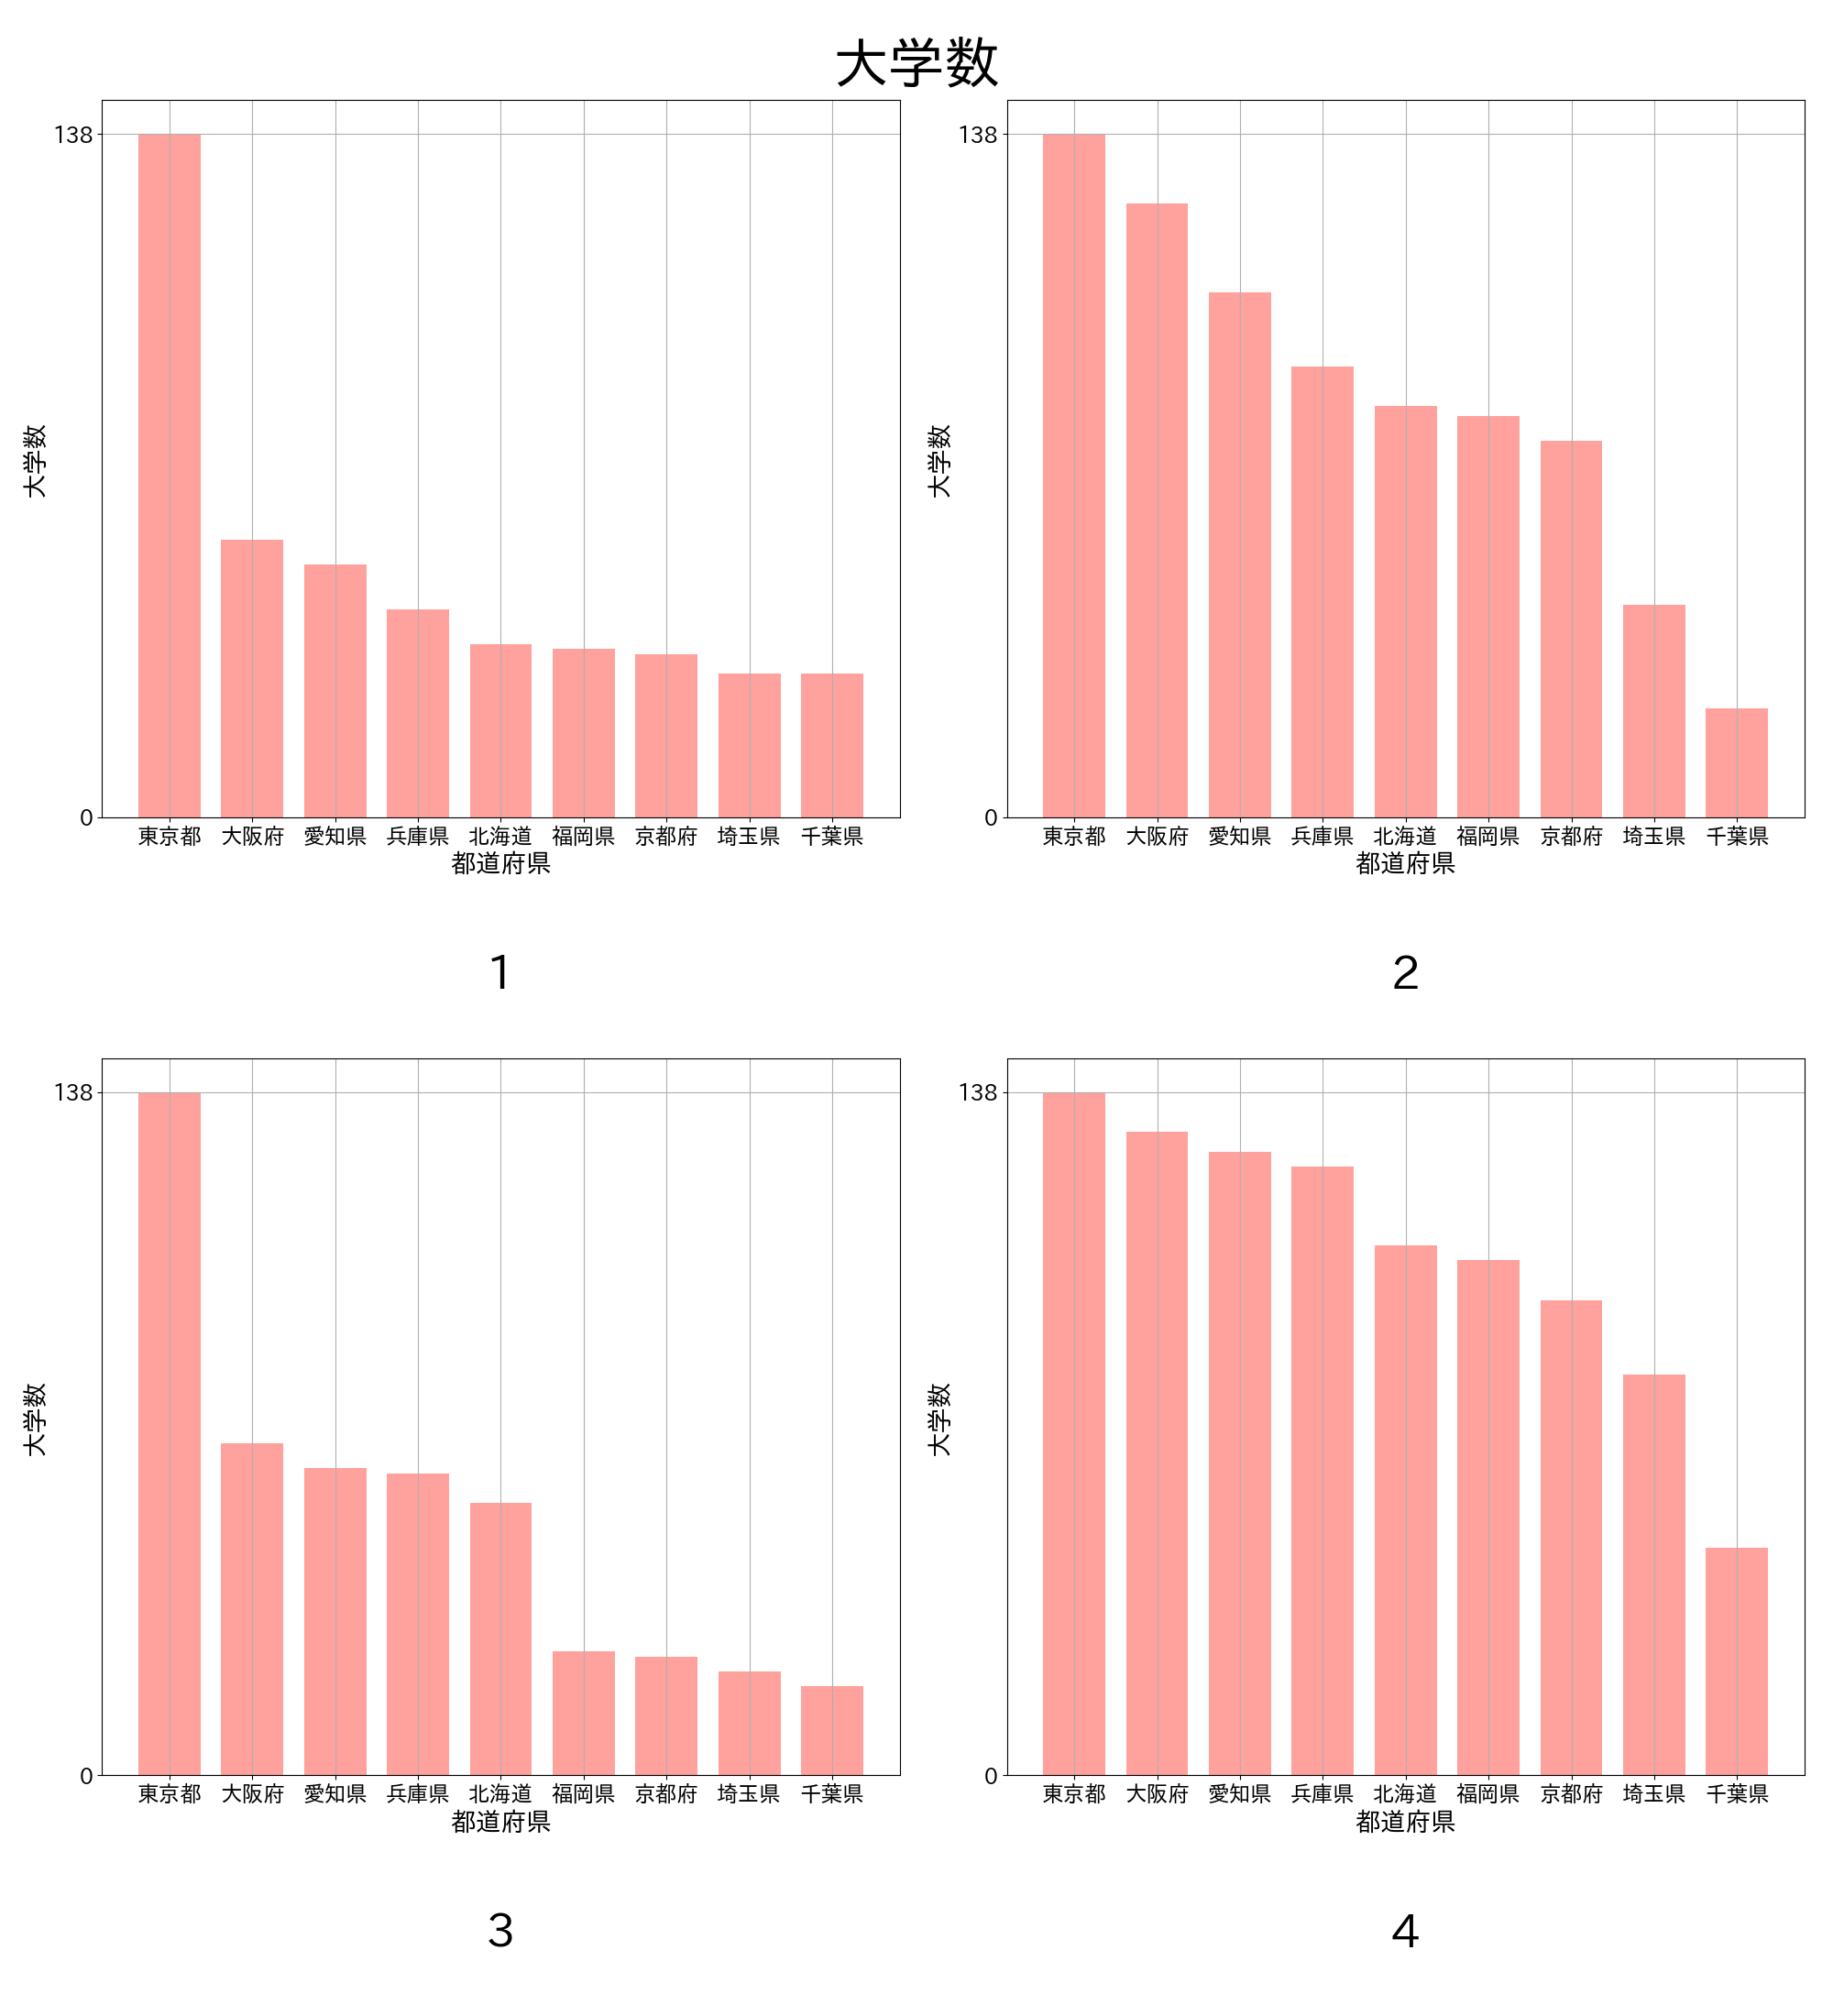 大学数
138
0
大学数
東京都 大阪府 愛知県 兵庫県 北海道 福岡県 京都府 埼玉県 千葉県
都道府県
1
138
0
大学数
東京都 大阪府 愛知県 兵庫県 北海道 福岡県 京都府 埼玉県 千葉県
都道府県
2
138
0
大学数
東京都 大阪府 愛知県 兵庫県 北海道 福岡県 京都府 埼玉県 千葉県
都道府県
3
138
0
大学数
東京都 大阪府 愛知県 兵庫県 北海道 福岡県 京都府 埼玉県 千葉県
都道府県
4